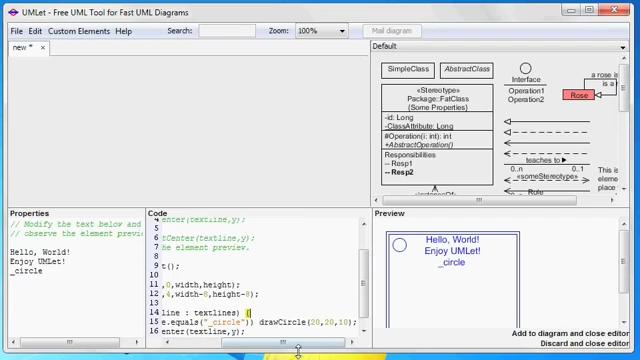 UMLet - Free UML Tool for Fast UML Diagrams
File Edit Custom Elements Help Search: Zoom: 100% Mail diagram
new *
Default
SimpleClass
AbstractClass
Interface
Operation1
Operation2
a rose is
is a
Rose
«Stereotype»
Package::FatClass
{Some Properties}
-id: Long
-ClassAttribute: Long
#Operation(i: int): int
+AbstractOperation()
Responsibilities
-- Resp1
-- Resp2
teaches to
0..n 0..1
«someStereotype»
Role
This is
eleme
place
«instanceOf»
Properties
// Modify the text below and
// observe the element previe
Hello, World!
Enjoy UMLet!
_circle
Code
4 enter(textline,y);
5
6 tCenter(textline,y);
7 he element preview.
8
9 t();
10
11 ,0,width,height);
12 ,4,width-8,height-8);
13
14 line : textlines) {
15 e.equals("_circle")) drawCircle(20,20,10);
16 enter(textline,y);
Preview
Hello, World!
Enjoy UMLet!
_circle
Add to diagram and close editor
Discard and close editor